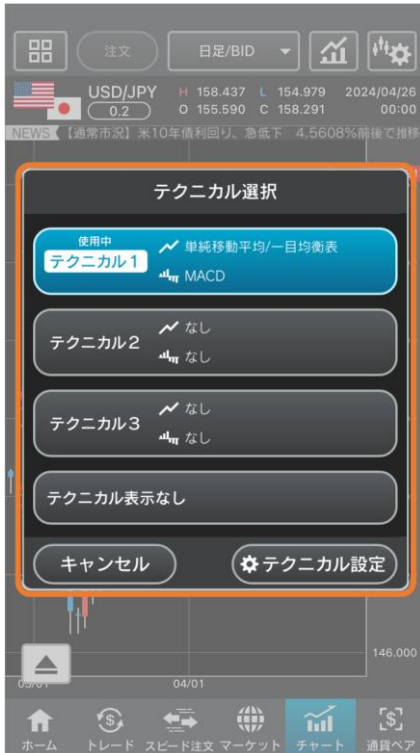 注文
日足/BID
USD/JPY H 158.437 L 154.979 2024/04/26
0.2 O 155.590 C 158.291 00:00
NEWS 【通常市況】米10年債利回り、急低下 4.5608%前後で推移
テクニカル選択
使用中
テクニカル1
単純移動平均/一目均衡表
MACD
テクニカル2
なし
なし
テクニカル3
なし
なし
テクニカル表示なし
キャンセル
テクニカル設定
146.000
04/01
ホーム トレード スピード注文 マーケット チャート 通貨ペア